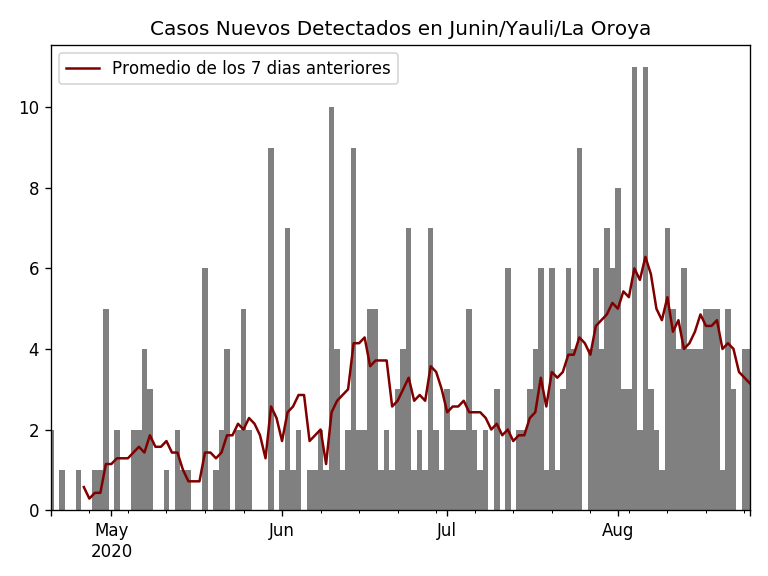 Casos Nuevos Detectados en Junin/Yauli/La Oroya
Promedio de los 7 dias anteriores
10
8
6
4
2
0
May Jun Jul Aug
2020